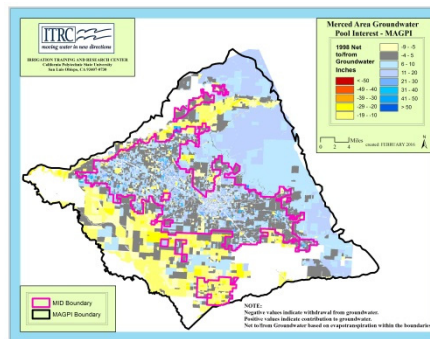 ITRC
moving water in new directions
IRRIGATION TRAINING AND RESEARCH CENTER
California Polytechnic State University
San Luis Obispo, CA 93407-0730
Merced Area Groundwater
Pool Interest - MAGPI
1998 Net
to/from
Groundwater
Inches
< -50
-49 - -40
-39 - -30
-29 - -20
-19 - -10
-9 - -5
-4 - 5
6 - 10
11 - 20
21 - 30
31 - 40
41 - 50
> 50
0 2 4
Miles
N
created: FEBRUARY 2016
MID Boundary
MAGPI Boundary
NOTE:
Negative values indicate withdrawal from groundwater.
Positive values indicate contribution to groundwater.
Net to/from Groundwater based on evapotranspiration within the boundaries